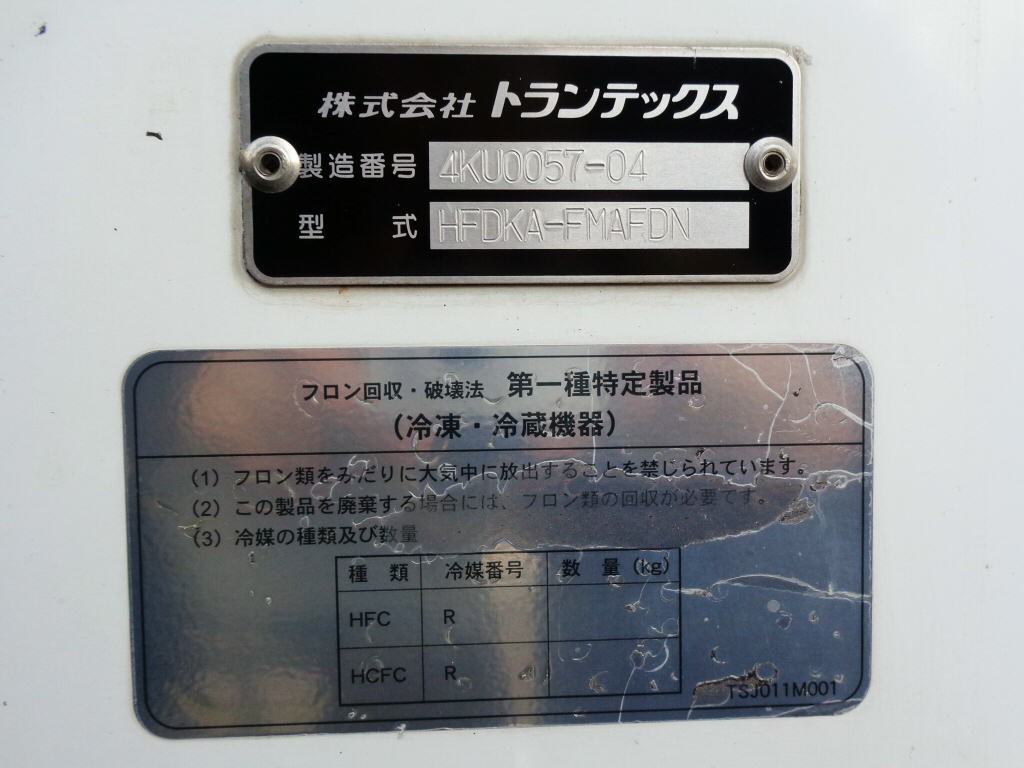 株式会社 トランテックス
製造番号 4KU0057-04
型 式 HFDKA-FMAFDN
フロン回収・破壊法 第一種特定製品
（冷凍・冷蔵機器）
(1) フロン類をみだりに大気中に放出することを禁じられています。
(2) この製品を廃棄する場合には、フロン類の回収が必要です。
(3) 冷媒の種類及び数量
種 類 冷媒番号 数 量 (kg)
HFC R
HCFC R
TSJ011M001